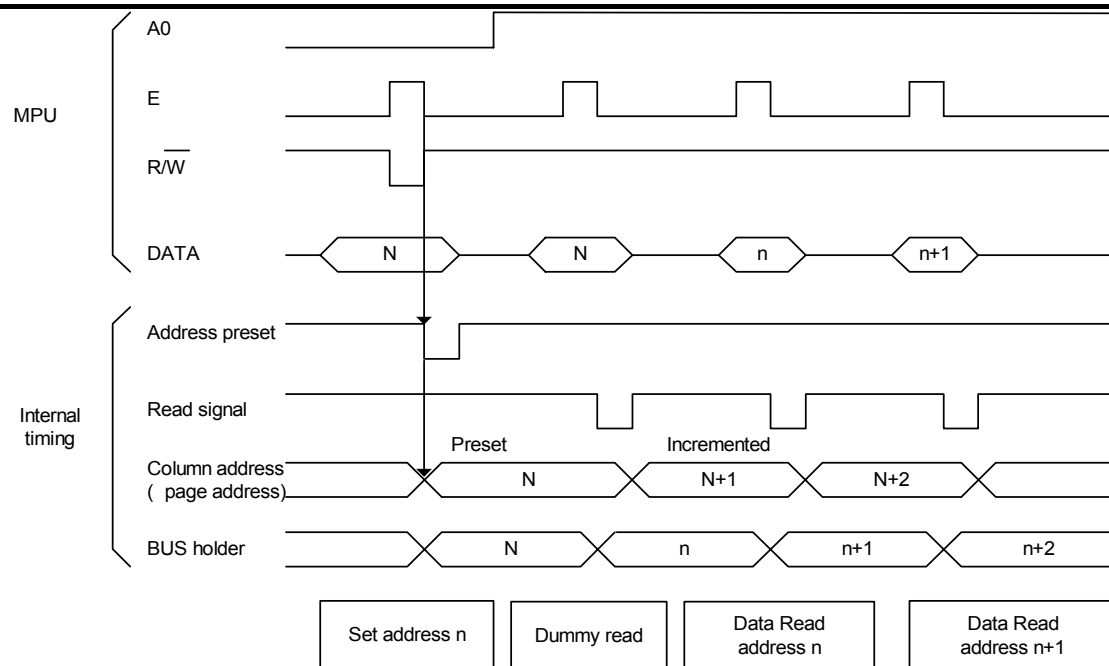 A0
E
MPU
R/W
DATA
N
N
n
n+1
Address preset
Read signal
Internal
timing
Preset
Incremented
Column address
( page address)
N
N+1
N+2
BUS holder
N
n
n+1
n+2
Set address n
Dummy read
Data Read
address n
Data Read
address n+1